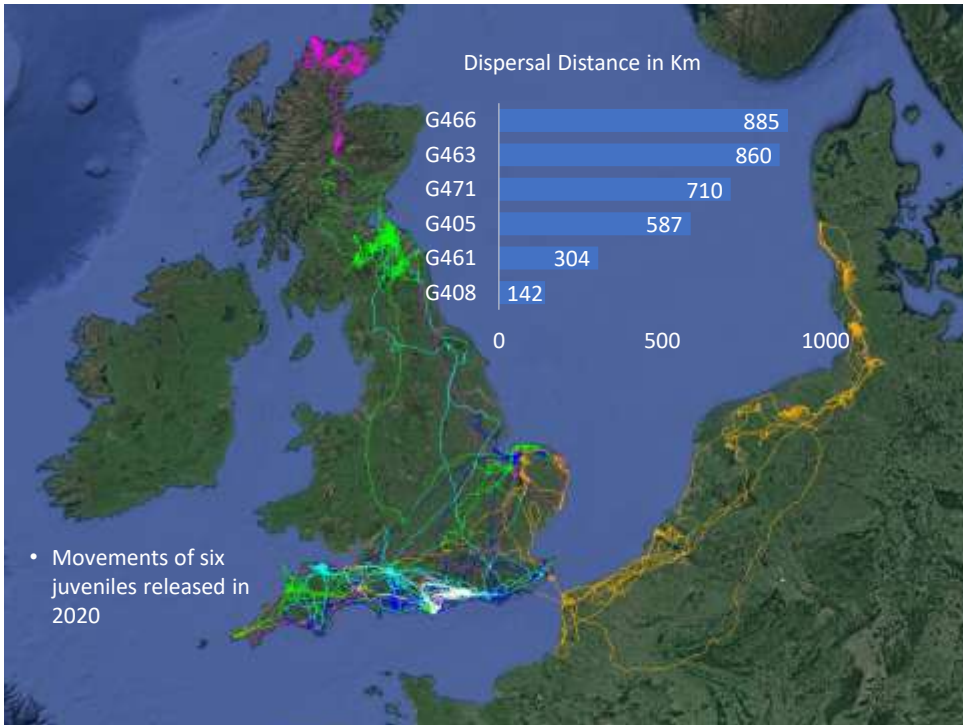 Dispersal Distance in Km
G466 885
G463 860
G471 710
G405 587
G461 304
G408 142
0 500 1000
• Movements of six
juveniles released in
2020